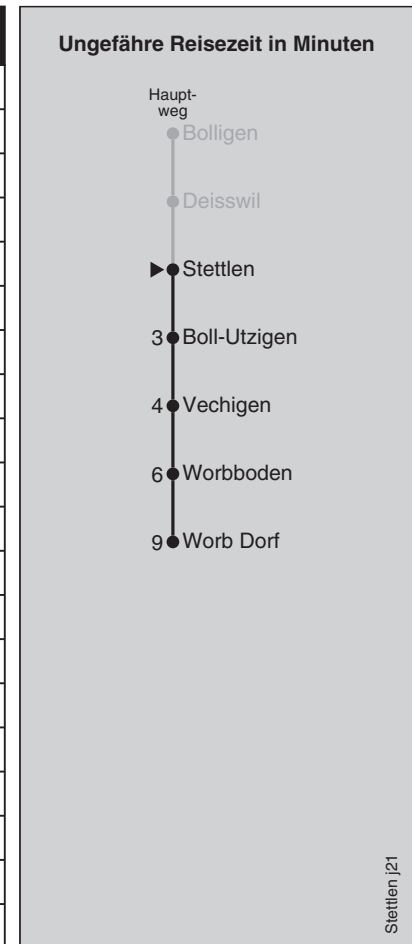 Ungefähre Reisezeit in Minuten
Haupt-
weg
Bolligen
Deisswil
Stettlen
3 Boll-Utzigen
4 Vechigen
6 Worbboden
9 Worb Dorf
Stettlen j21